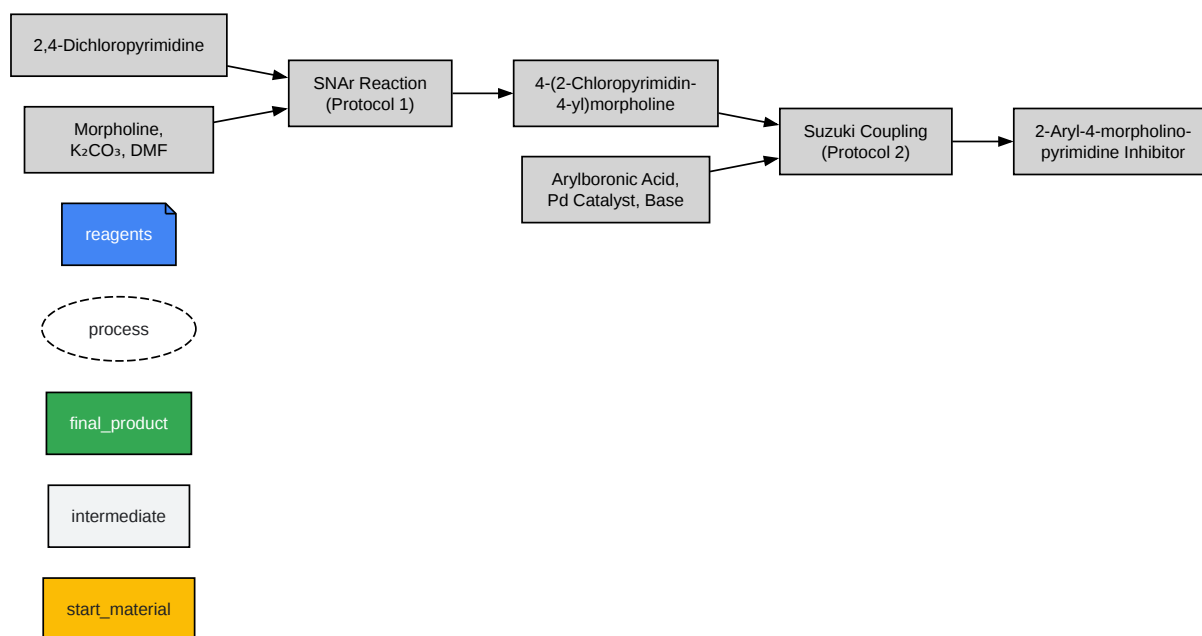 2,4-Dichloropyrimidine
Morpholine,
K₂CO₃, DMF
SNAr Reaction
(Protocol 1)
4-(2-Chloropyrimidin-
4-yl)morpholine
Arylboronic Acid,
Pd Catalyst, Base
Suzuki Coupling
(Protocol 2)
2-Aryl-4-morpholino-
pyrimidine Inhibitor
reagents
process
final_product
intermediate
start_material